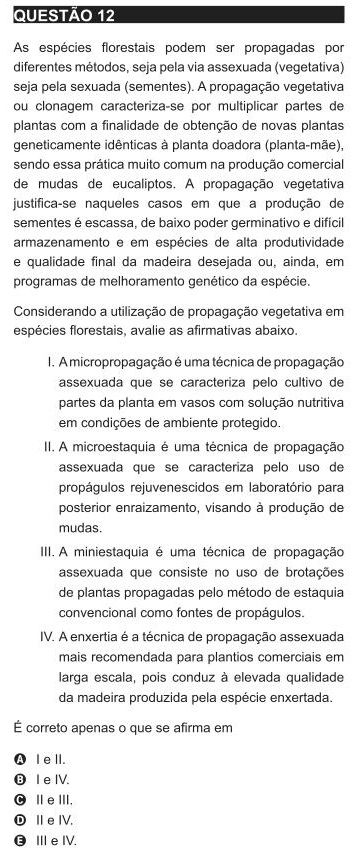 QUESTÃO 12
As espécies florestais podem ser propagadas por
diferentes métodos, seja pela via assexuada (vegetativa)
seja pela sexuada (sementes). A propagação vegetativa
ou clonagem caracteriza-se por multiplicar partes de
plantas com a finalidade de obtenção de novas plantas
geneticamente idênticas à planta doadora (planta-mãe),
sendo essa prática muito comum na produção comercial
de mudas de eucaliptos. A propagação vegetativa
justifica-se naqueles casos em que a produção de
sementes é escassa, de baixo poder germinativo e difícil
armazenamento e em espécies de alta produtividade
e qualidade final da madeira desejada ou, ainda, em
programas de melhoramento genético da espécie.
Considerando a utilização de propagação vegetativa em
espécies florestais, avalie as afirmativas abaixo.
I. A micropropagação é uma técnica de propagação
assexuada que se caracteriza pelo cultivo de
partes da planta em vasos com solução nutritiva
em condições de ambiente protegido.
II. A microestaquia é uma técnica de propagação
assexuada que se caracteriza pelo uso de
propágulos rejuvenescidos em laboratório para
posterior enraizamento, visando à produção de
mudas.
III. A miniestaquia é uma técnica de propagação
assexuada que consiste no uso de brotações
de plantas propagadas pelo método de estaquia
convencional como fontes de propágulos.
IV. A enxertia é a técnica de propagação assexuada
mais recomendada para plantios comerciais em
larga escala, pois conduz à elevada qualidade
da madeira produzida pela espécie enxertada.
É correto apenas o que se afirma em
A I e II.
B I e IV.
C II e III.
D II e IV.
E III e IV.